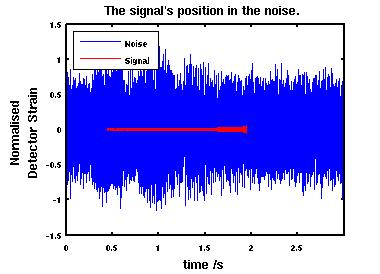 The signal's position in the noise.
1.5
Noise
1
Signal
0.5
0
-0.5
-1
-1.5
0
0.5
1
1.5
2
2.5
Normalised
Detector Strain
time /s